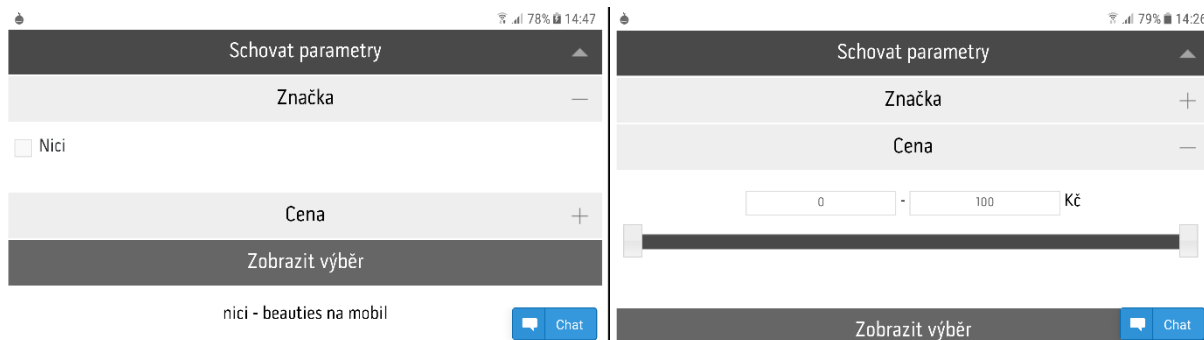 78% 14:47
Schovat parametry
Značka
Nici
Cena
Zobrazit výběr
nici - beauties na mobil
Chat
79% 14:26
Schovat parametry
Značka
Cena
0 - 100 Kč
Zobrazit výběr
Chat